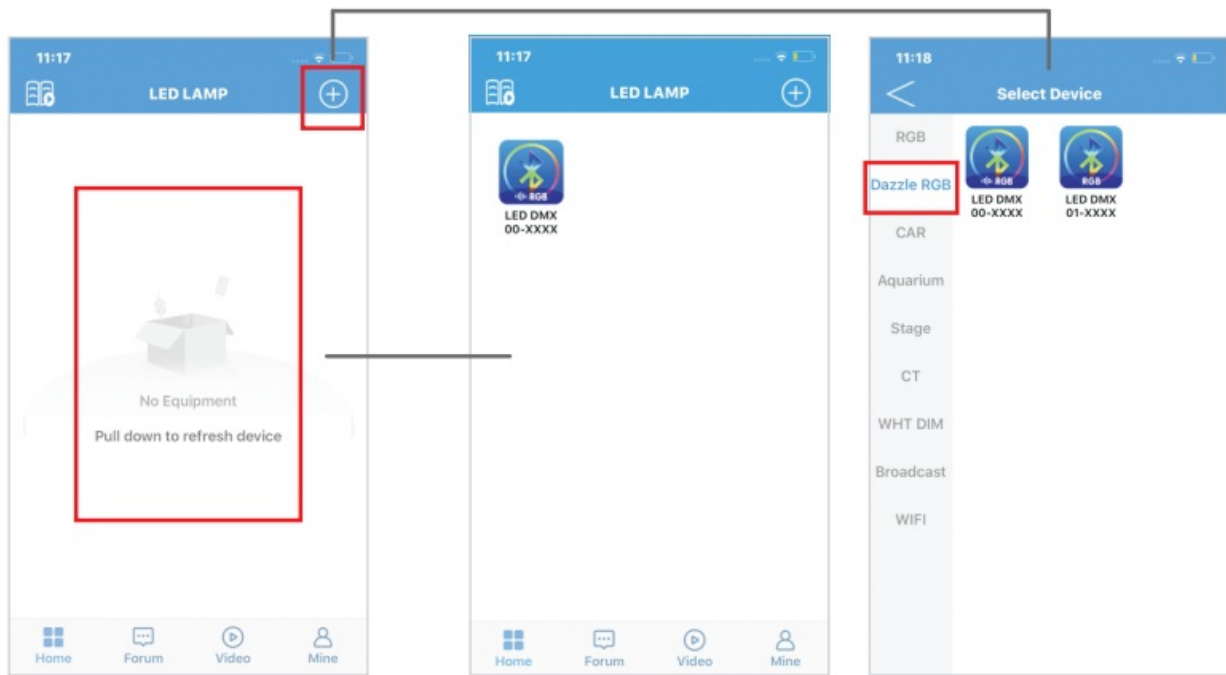 11:17
LED LAMP
No Equipment
Pull down to refresh device
Home
Forum
Video
Mine
11:17
LED LAMP
RGB
LED DMX
00-XXXX
Home
Forum
Video
Mine
11:18
Select Device
RGB
Dazzle RGB
CAR
Aquarium
Stage
CT
WHT DIM
Broadcast
WIFI
RGB
LED DMX
00-XXXX
RGB
LED DMX
01-XXXX